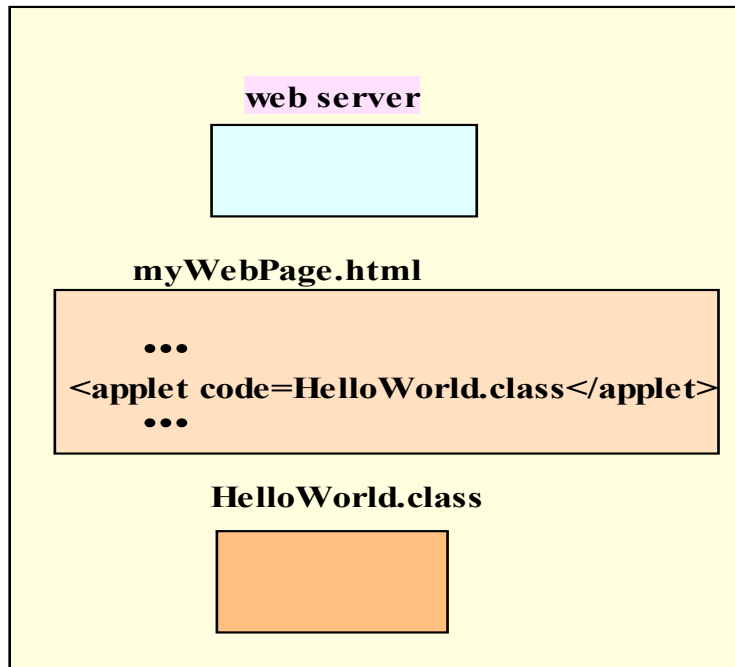 web server
myWebPage.html
...
<applet code=HelloWorld.class</applet>
...
HelloWorld.class